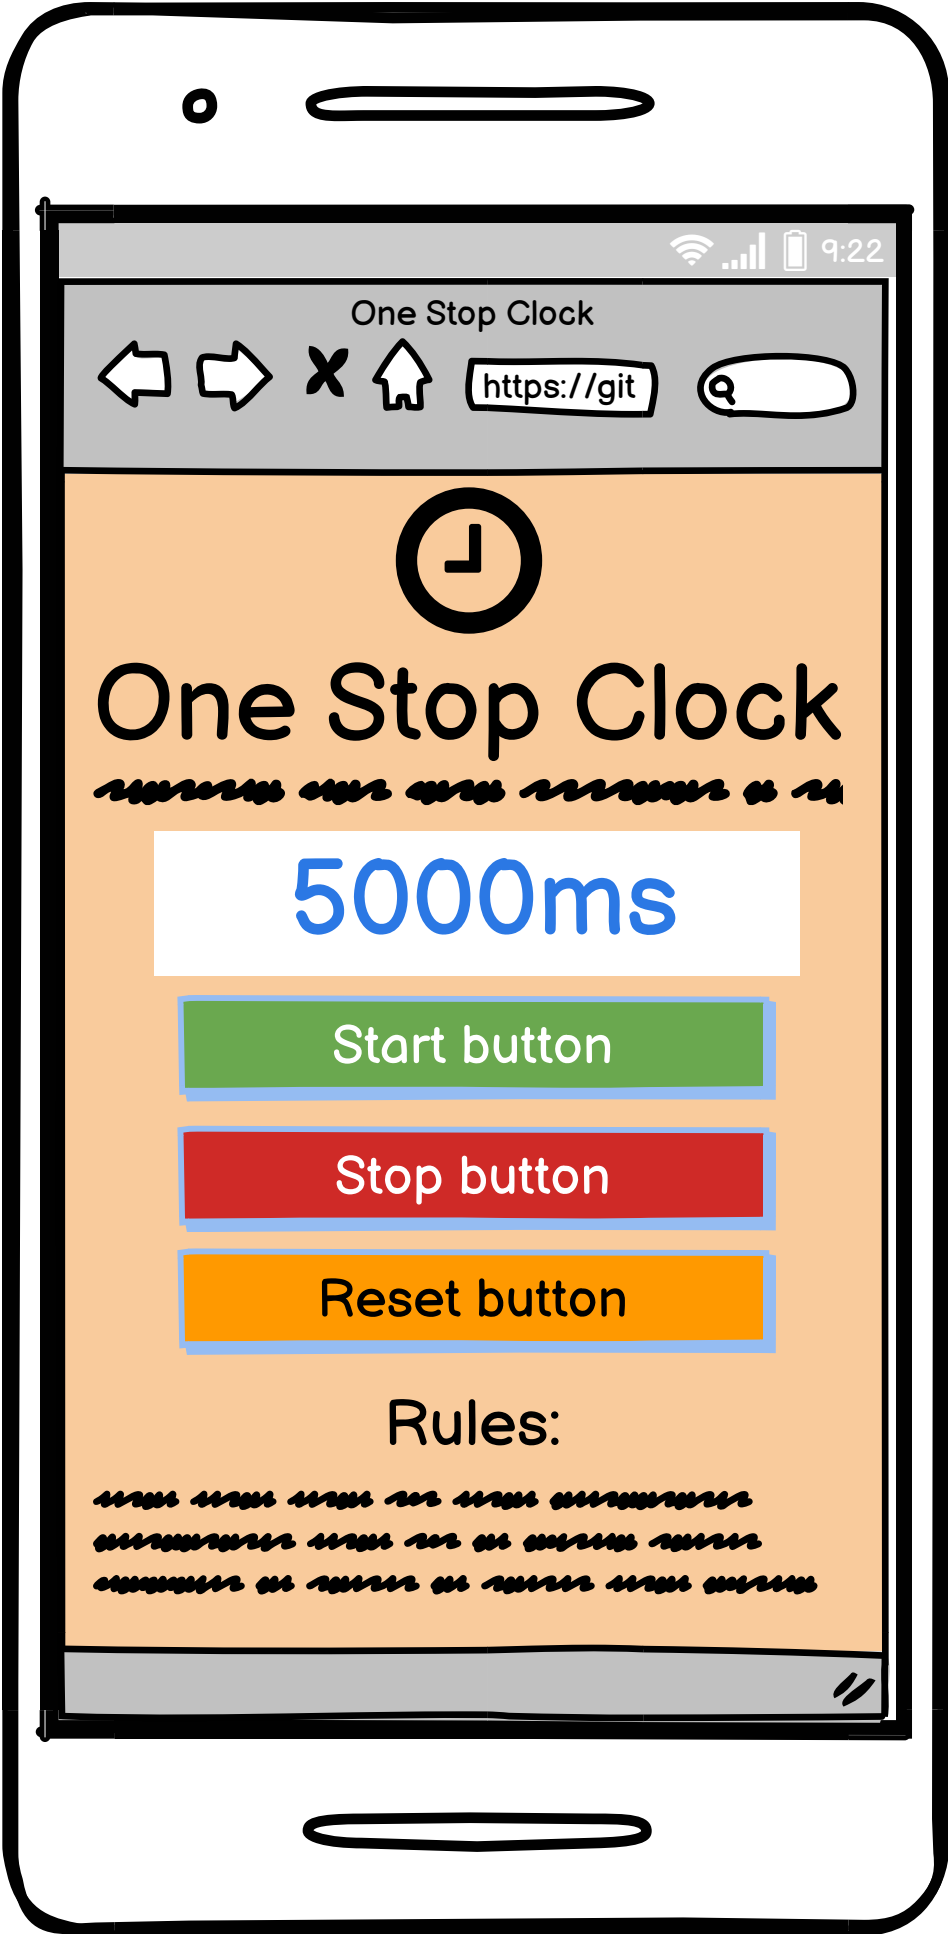 9:22
One Stop Clock
https://git
One Stop Clock
5000ms
Start button
Stop button
Reset button
Rules: